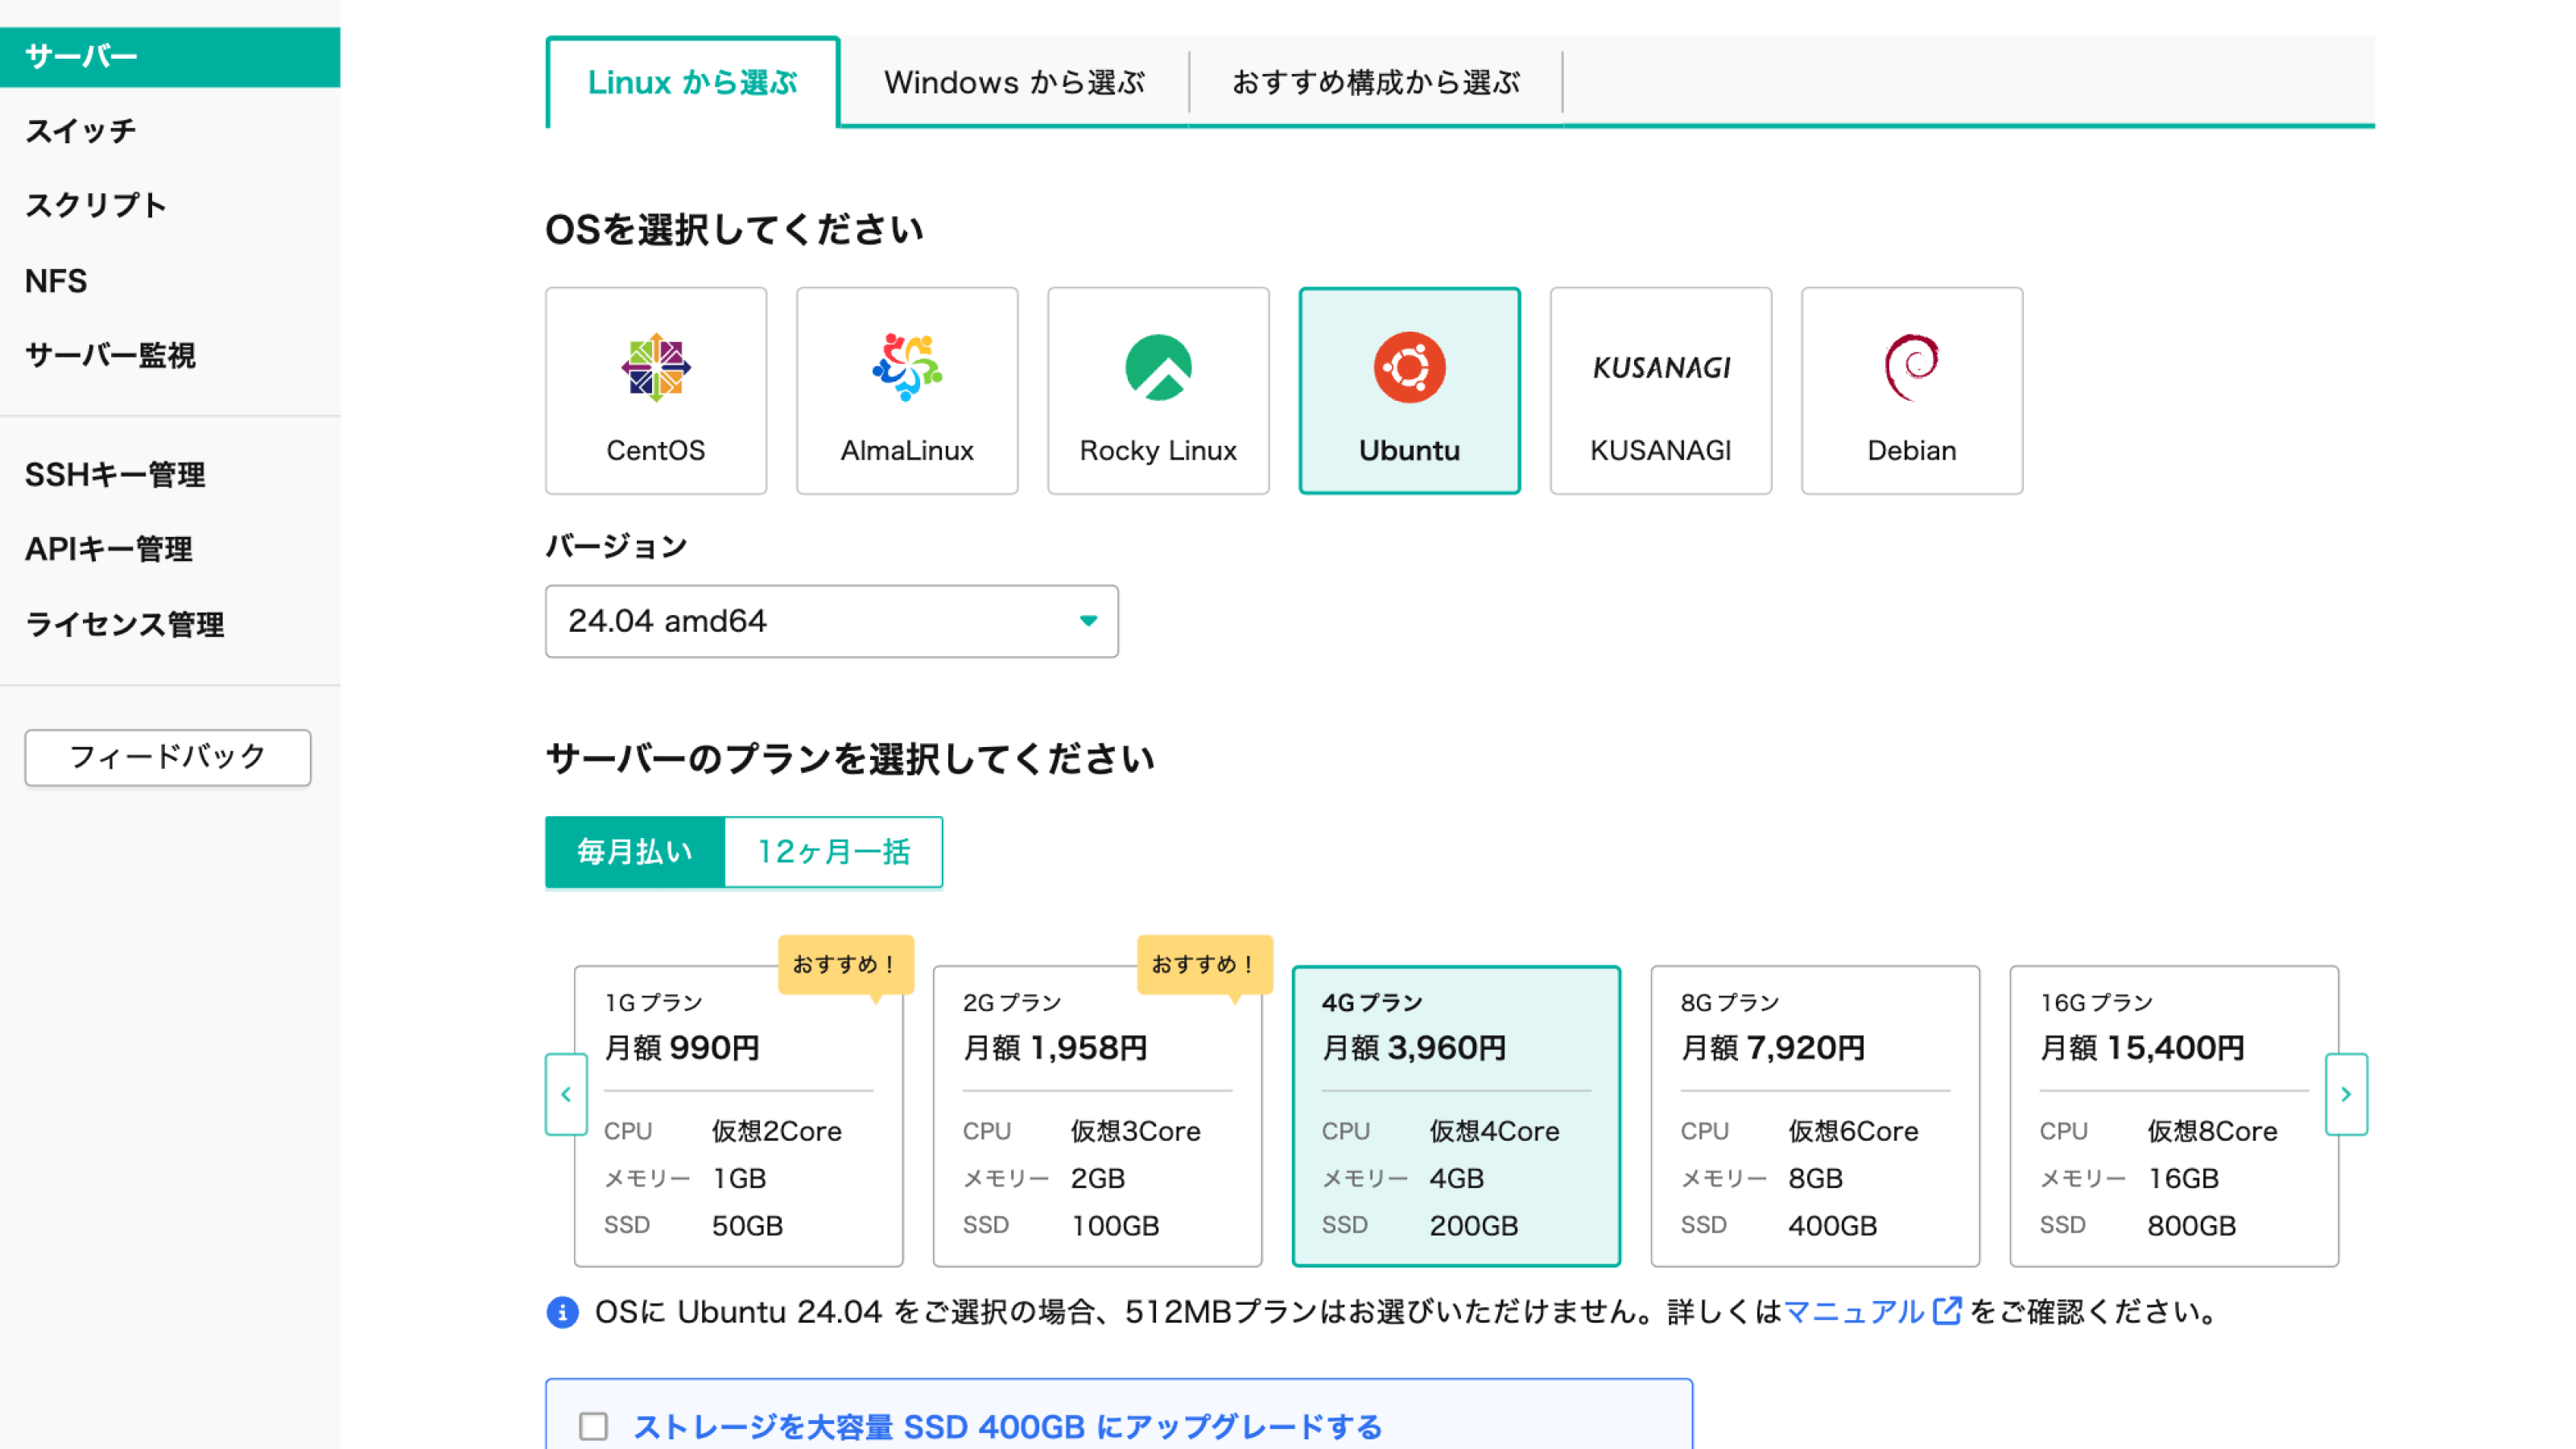 サーバー
スイッチ
スクリプト
NFS
サーバー監視
SSHキー管理
APIキー管理
ライセンス管理
フィードバック
Linux から選ぶ
Windows から選ぶ
おすすめ構成から選ぶ
OSを選択してください
CentOS
AlmaLinux
Rocky Linux
Ubuntu
KUSANAGI
KUSANAGI
Debian
バージョン
24.04 amd64
サーバーのプランを選択してください
毎月払い
12ヶ月一括
おすすめ！
1Gプラン
月額 990円
CPU 仮想2Core
メモリー 1GB
SSD 50GB
おすすめ！
2Gプラン
月額 1,958円
CPU 仮想3Core
メモリー 2GB
SSD 100GB
4Gプラン
月額 3,960円
CPU 仮想4Core
メモリー 4GB
SSD 200GB
8Gプラン
月額 7,920円
CPU 仮想6Core
メモリー 8GB
SSD 400GB
16Gプラン
月額 15,400円
CPU 仮想8Core
メモリー 16GB
SSD 800GB
OSに Ubuntu 24.04 をご選択の場合、512MBプランはお選びいただけません。詳しくはマニュアルをご確認ください。
ストレージを大容量 SSD 400GB にアップグレードする